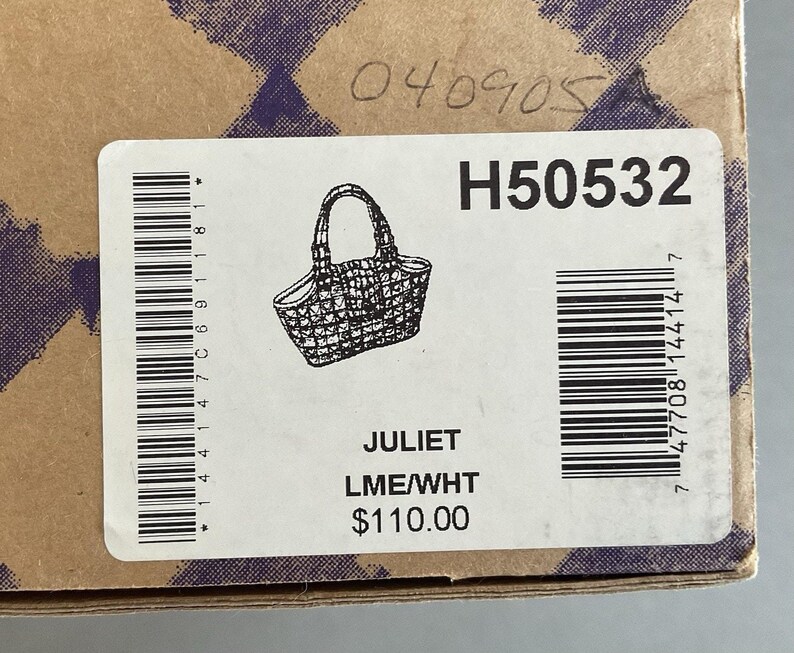 040905A
H50532
*144147C691181*
7 47708 14414 7
JULIET
LME/WHT
$110.00